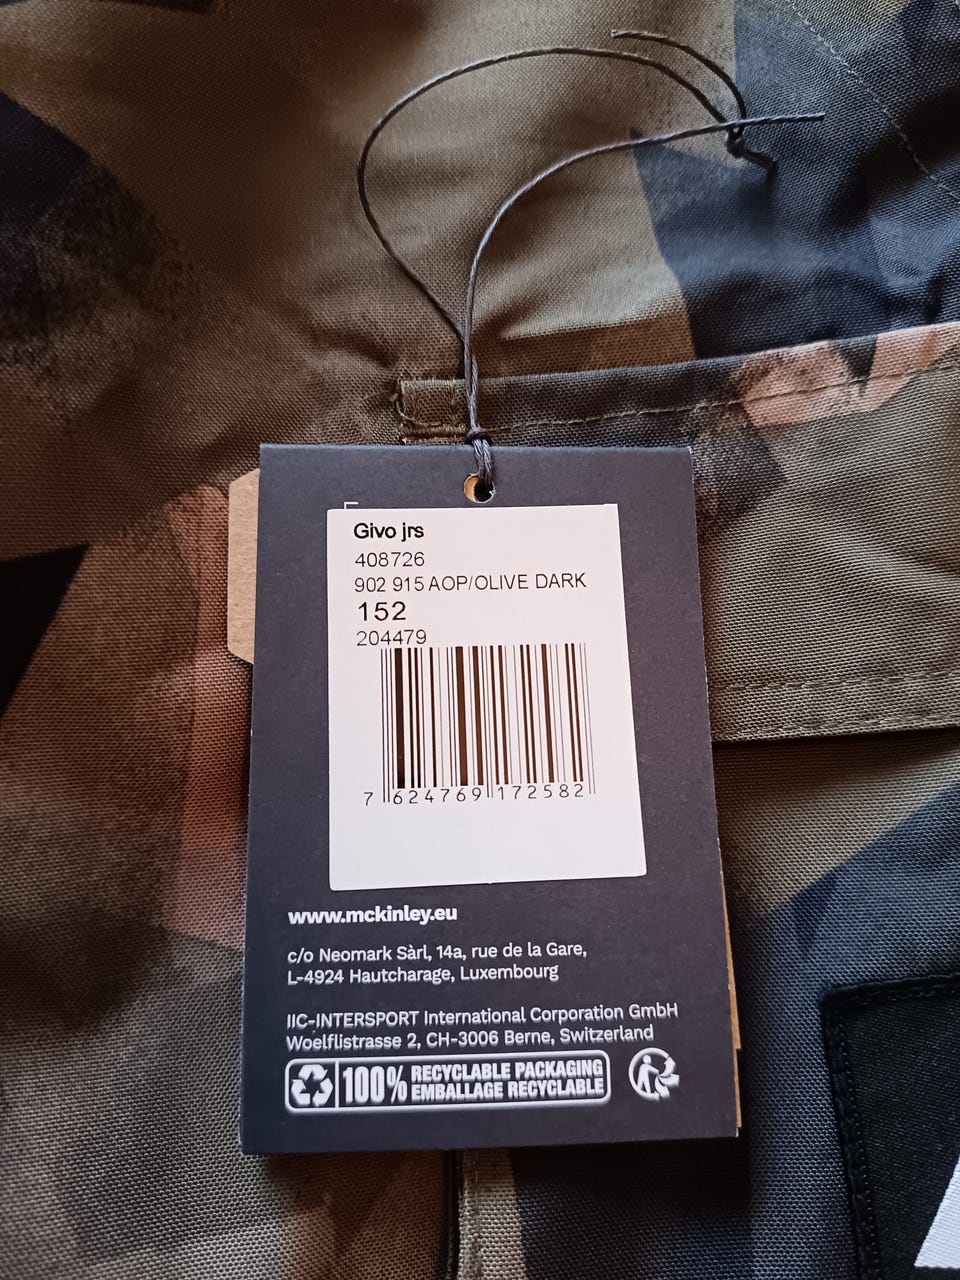 Givo jrs
408726
902 915 AOP/OLIVE DARK
152
204479
7 624769 172582
www.mckinley.eu
c/o Neomark Sàrl, 14a, rue de la Gare,
L-4924 Hautcharage, Luxembourg
IIC-INTERSPORT International Corporation GmbH
Woelflistrasse 2, CH-3006 Berne, Switzerland
100% RECYCLABLE PACKAGING
EMBALLAGE RECYCLABLE